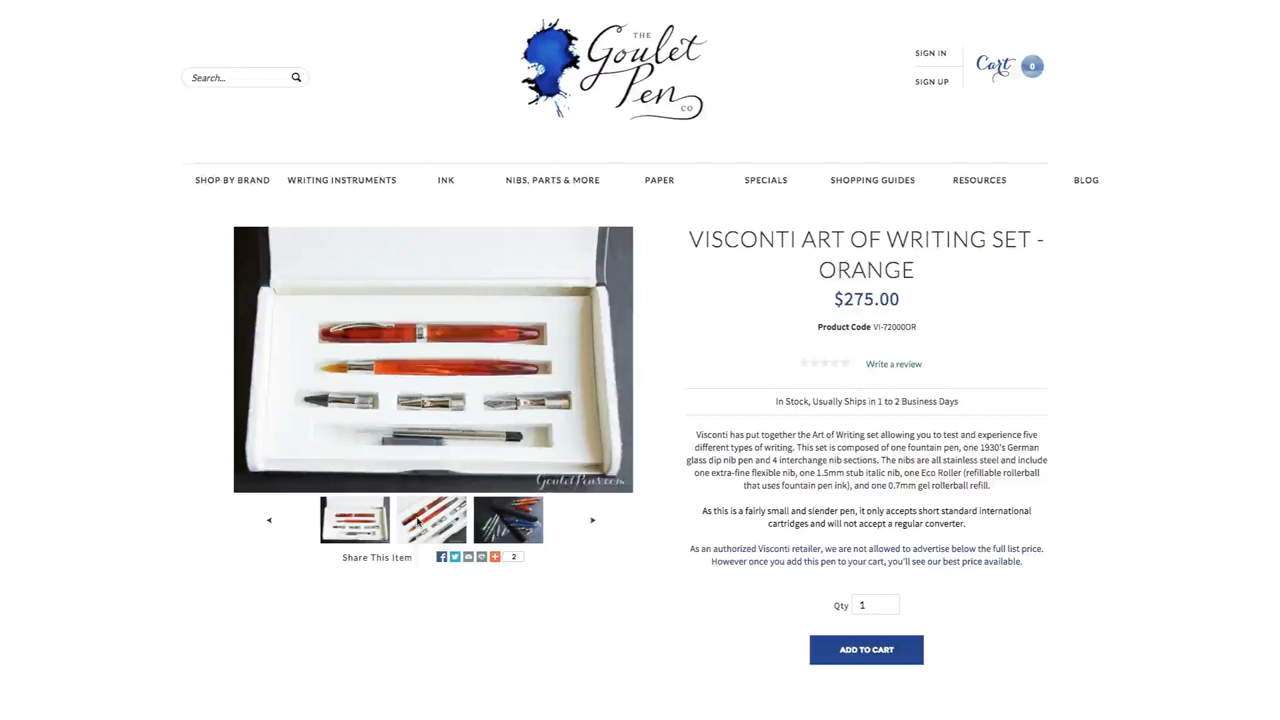 THE
Goulet
Pen
CO
Search...
SIGN IN
SIGN UP
Cart 0
SHOP BY BRAND WRITING INSTRUMENTS INK NIBS, PARTS & MORE PAPER SPECIALS SHOPPING GUIDES RESOURCES BLOG
VISCONTI ART OF WRITING SET -
ORANGE
$275.00
Product Code VI-72000OR
Write a review
In Stock, Usually Ships in 1 to 2 Business Days
Visconti has put together the Art of Writing set allowing you to test and experience five
different types of writing. This set is composed of one fountain pen, one 1930's German
glass dip nib pen and 4 interchange nib sections. The nibs are all stainless steel and include
one extra-fine flexible nib, one 1.5mm stub italic nib, one Eco Roller (refillable rollerball
that uses fountain pen ink), and one 0.7mm gel rollerball refill.
As this is a fairly small and slender pen, it only accepts short standard international
cartridges and will not accept a regular converter.
As an authorized Visconti retailer, we are not allowed to advertise below the full list price.
However once you add this pen to your cart, you'll see our best price available.
Qty 1
ADD TO CART
GouletPens.com
Share This Item 2